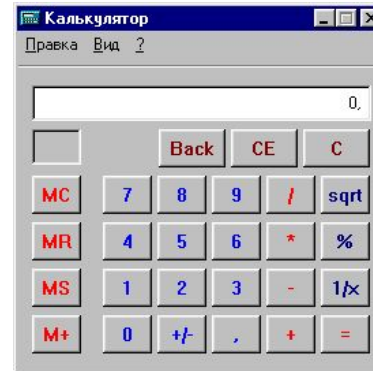 Калькулятор
Правка Вид ?
0,
Back CE C
MC 7 8 9 / sqrt
MR 4 5 6 * %
MS 1 2 3 - 1/x
M+ 0 +/- , + =